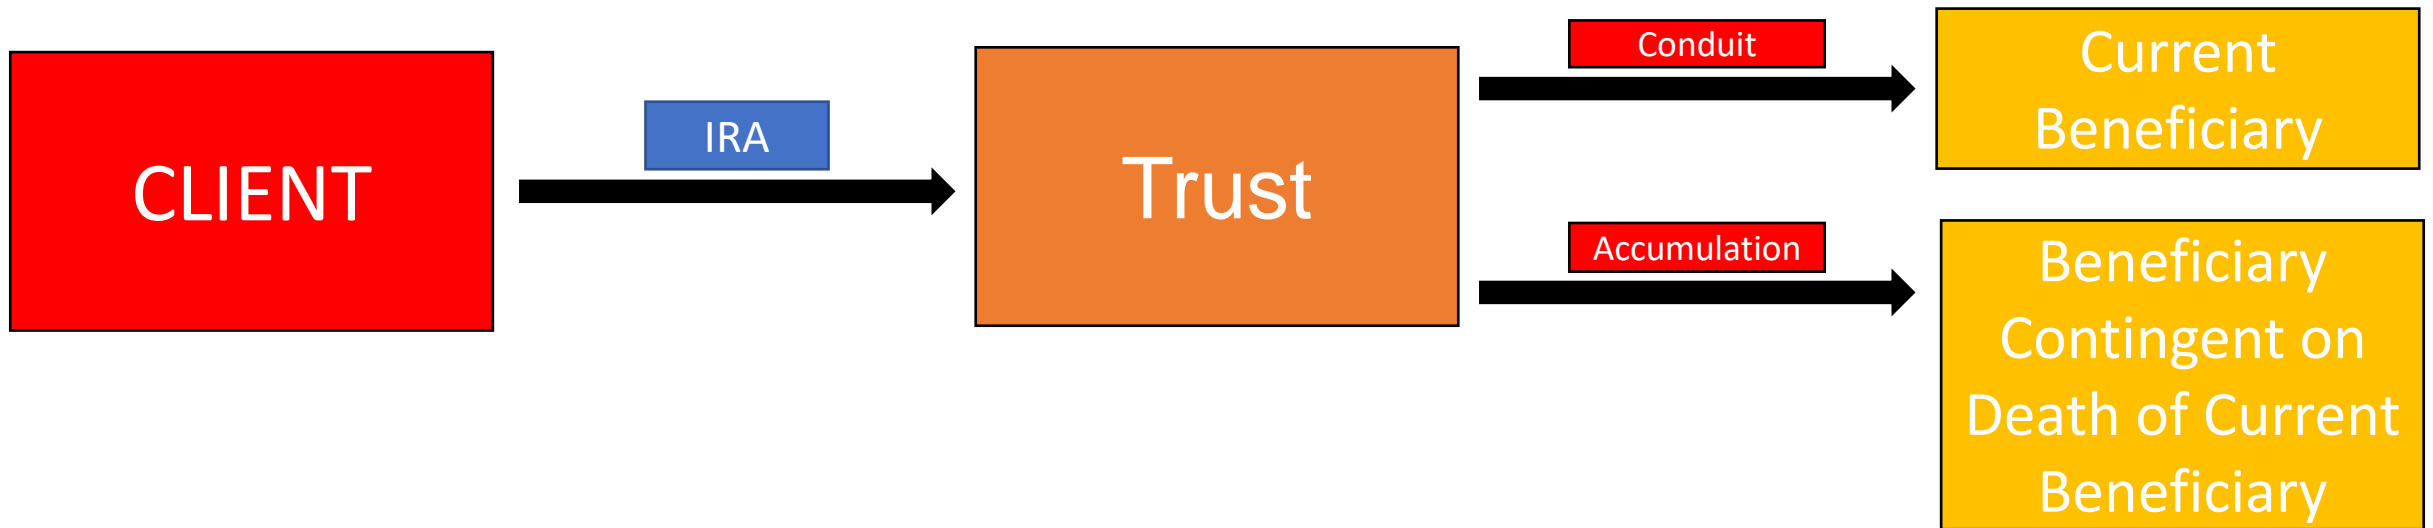 CLIENT
IRA
Trust
Conduit
Current
Beneficiary
Accumulation
Beneficiary
Contingent on
Death of Current
Beneficiary